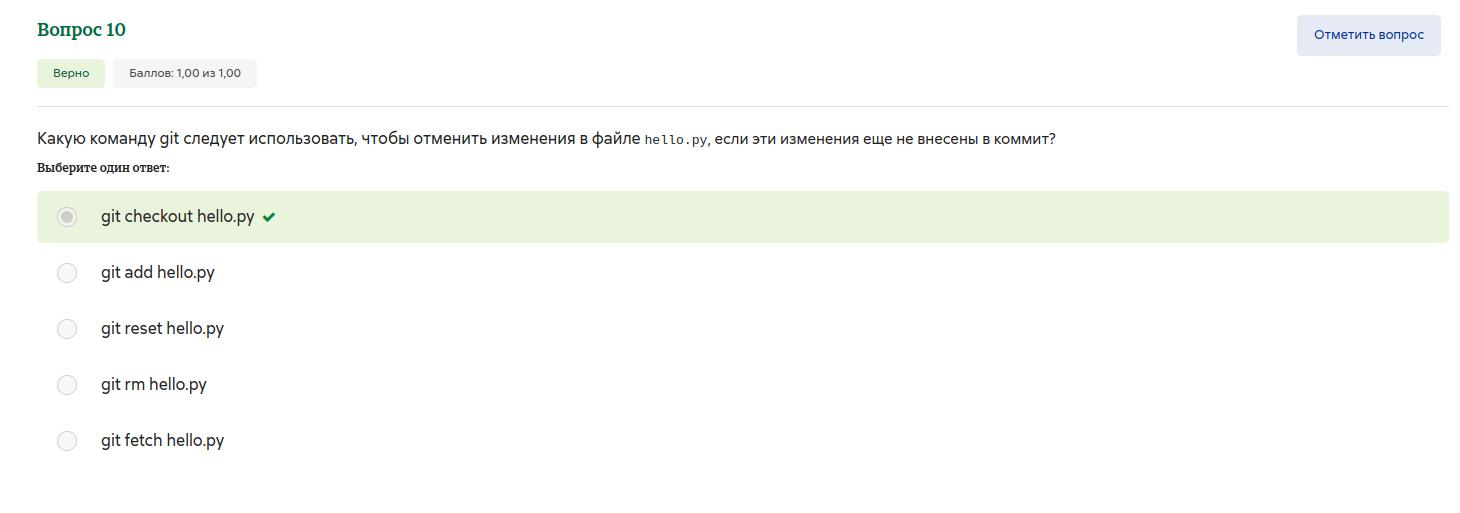 Вопрос 10
Отметить вопрос
Верно
Баллов: 1,00 из 1,00
Какую команду git следует использовать, чтобы отменить изменения в файле hello.py, если эти изменения еще не внесены в коммит?
Выберите один ответ:
git checkout hello.py
git add hello.py
git reset hello.py
git rm hello.py
git fetch hello.py